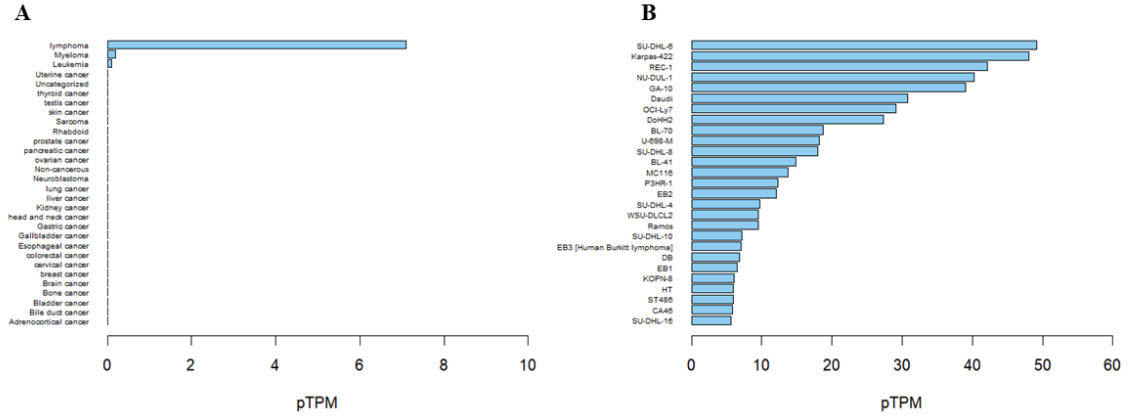 A
lymphoma
Myeloma
Leukemia
Uterine cancer
Uncategorized
thyroid cancer
testis cancer
skin cancer
Sarcoma
Rhabdoid
prostate cancer
pancreatic cancer
ovarian cancer
Non-cancerous
Neuroblastoma
lung cancer
liver cancer
Kidney cancer
head and neck cancer
Gastric cancer
Gallbladder cancer
Esophageal cancer
colorectal cancer
cervical cancer
breast cancer
Brain cancer
Bone cancer
Bladder cancer
Bile duct cancer
Adrenocortical cancer
0 2 4 6 8 10
pTPM
B
SU-DHL-6
Karpas-422
REC-1
NU-DUL-1
GA-10
Daudi
OCI-Ly7
DoHH2
BL-70
U-698-M
SU-DHL-8
BL-41
MC116
P3HR-1
EB2
SU-DHL-4
WSU-DLCL2
Ramos
SU-DHL-10
EB3 [Human Burkitt lymphoma]
DB
EB1
KOPN-8
HT
ST486
CA46
SU-DHL-16
0 10 20 30 40 50 60
pTPM